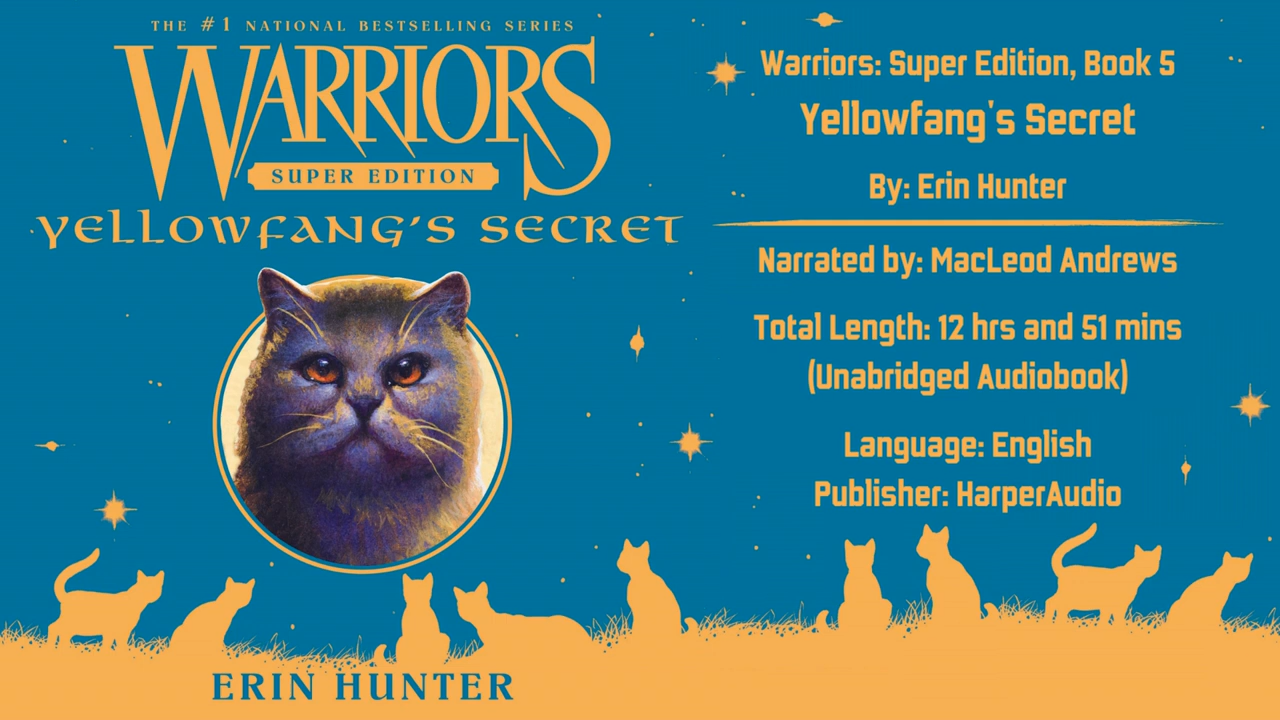 THE #1 NATIONAL BESTSELLING SERIES
WARRIORS
SUPER EDITION
YELLOWFANG'S SECRET
ERIN HUNTER
Warriors: Super Edition, Book 5
Yellowfang's Secret
By: Erin Hunter
Narrated by: MacLeod Andrews
Total Length: 12 hrs and 51 mins
(Unabridged Audiobook)
Language: English
Publisher: HarperAudio